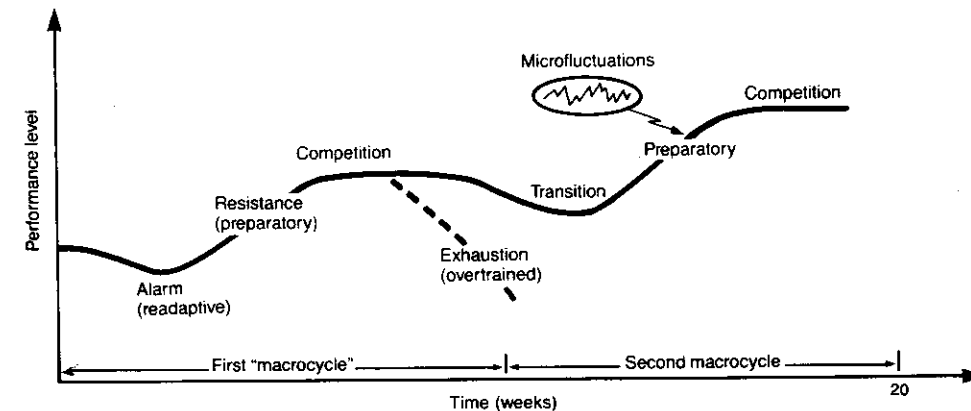 Microfluctuations
Competition
Preparatory
Competition
Transition
Resistance
(preparatory)
Performance level
Exhaustion
(overtrained)
Alarm
(readaptive)
First "macrocycle"
Second macrocycle
20
Time (weeks)